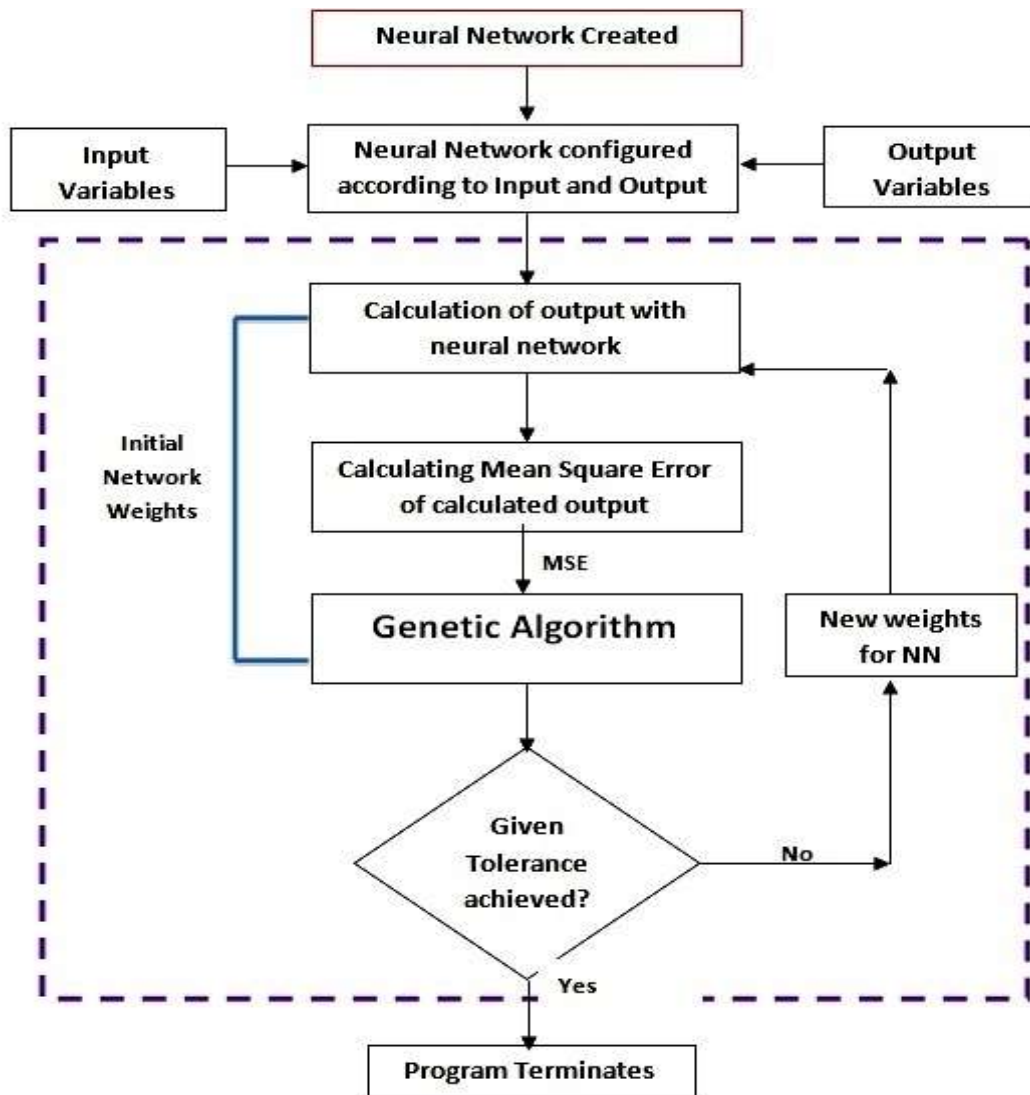 Neural Network Created
Input
Variables
Neural Network configured
according to Input and Output
Output
Variables
Calculation of output with
neural network
Initial
Network
Weights
Calculating Mean Square Error
of calculated output
MSE
Genetic Algorithm
New weights
for NN
Given
Tolerance
achieved?
No
Yes
Program Terminates